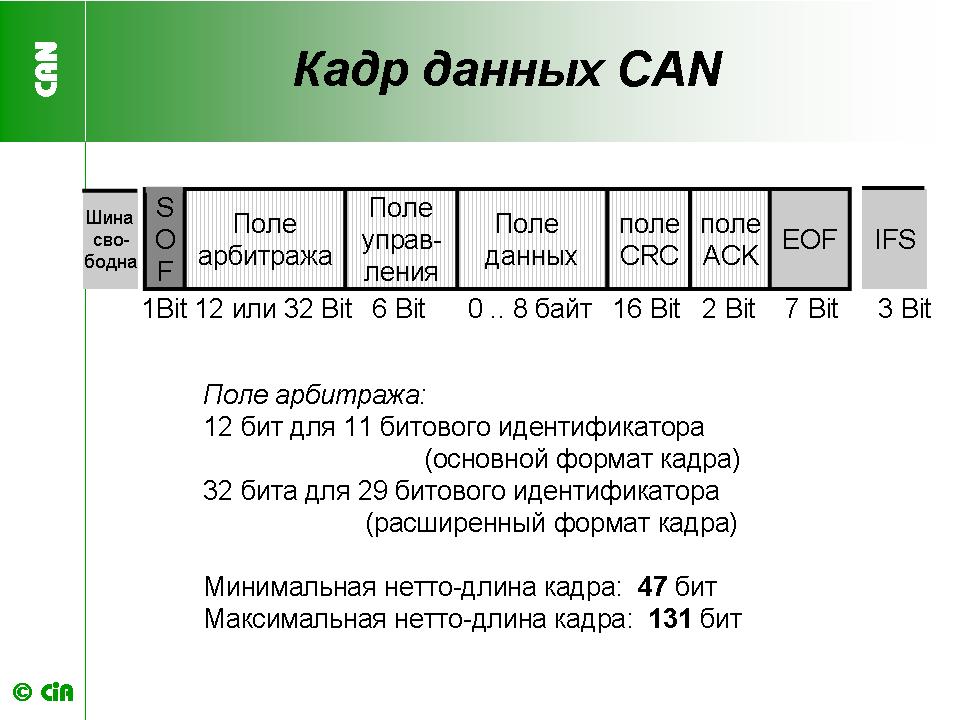 CAN
Кадр данных CAN
Шина
сво-
бодна
S
O
F
Поле
арбитража
Поле
управ-
ления
Поле
данных
поле
CRC
поле
ACK
EOF
IFS
1Bit 12 или 32 Bit 6 Bit 0 .. 8 байт 16 Bit 2 Bit 7 Bit 3 Bit
Поле арбитража:
12 бит для 11 битового идентификатора
(основной формат кадра)
32 бита для 29 битового идентификатора
(расширенный формат кадра)
Минимальная нетто-длина кадра: 47 бит
Максимальная нетто-длина кадра: 131 бит
© CiA